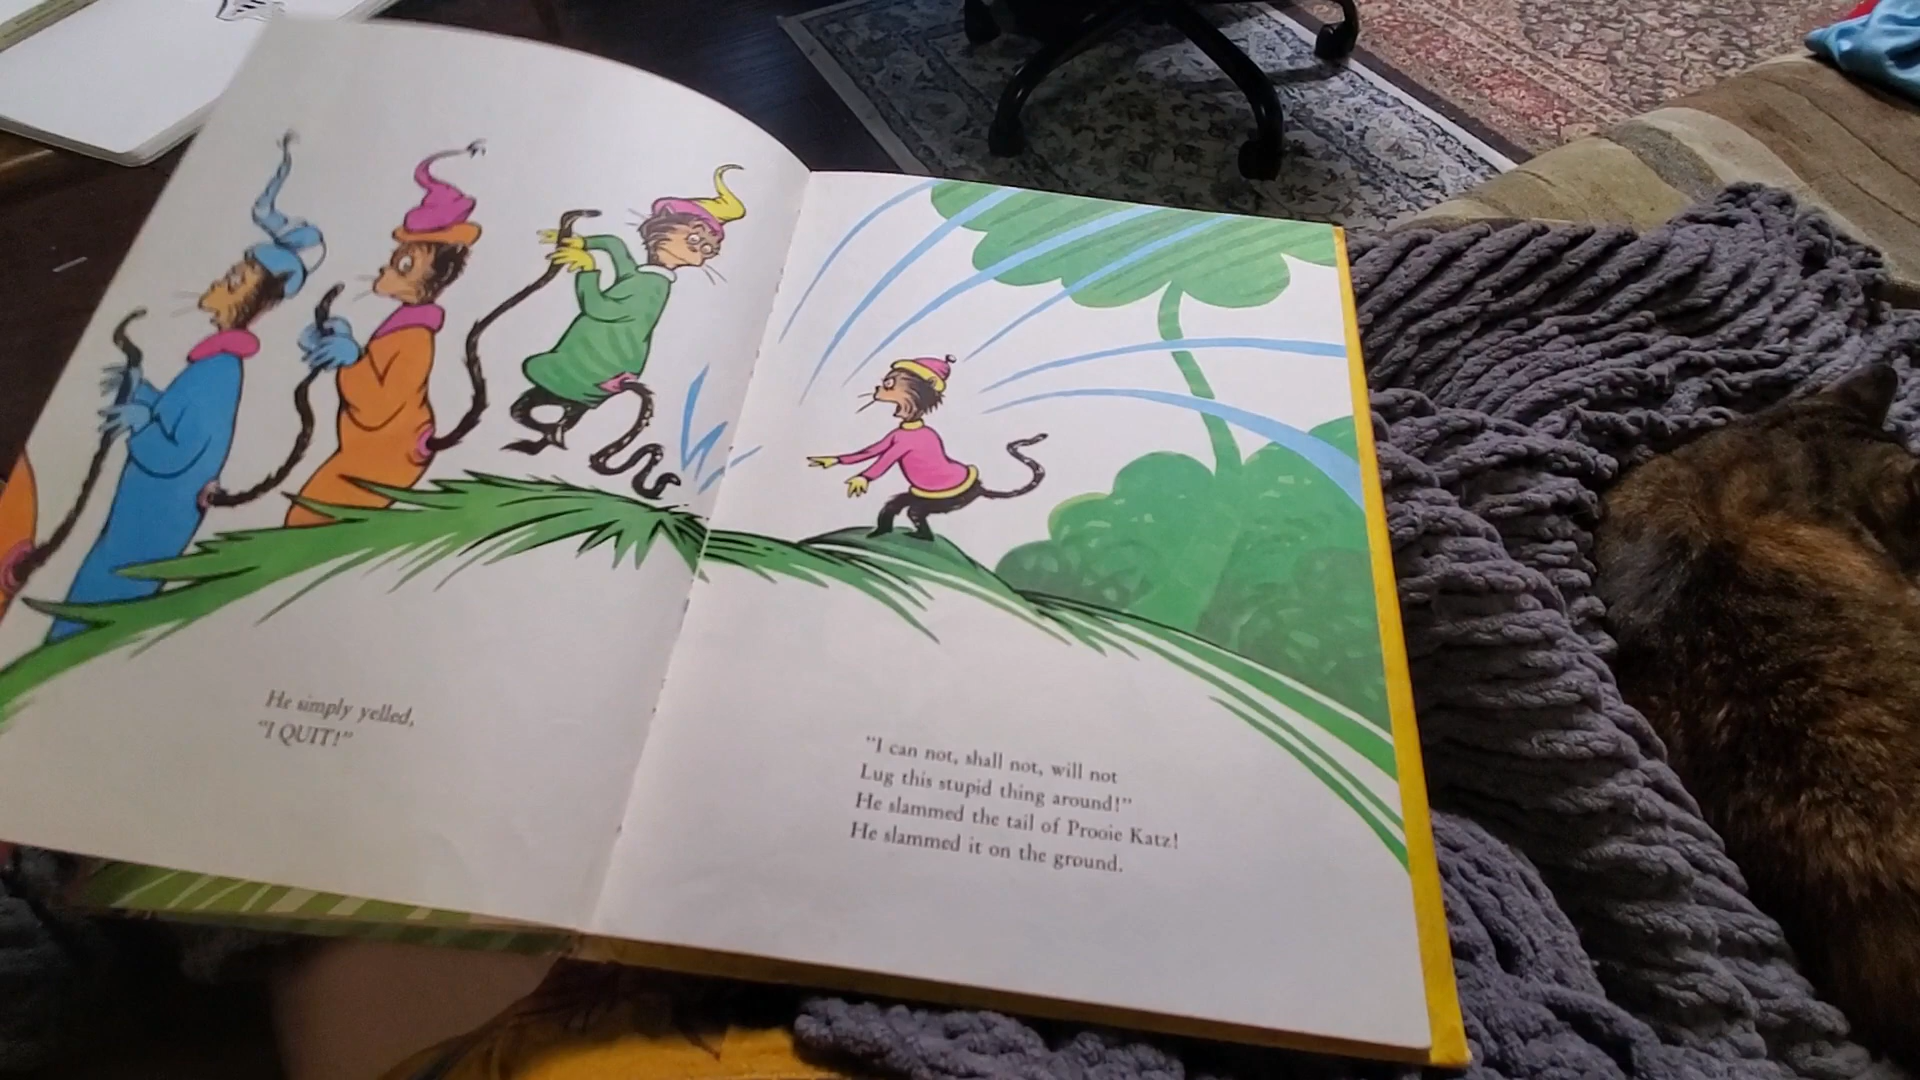 He simply yelled,
"I QUIT!"
"I can not, shall not, will not
Lug this stupid thing around!"
He slammed the tail of Prooie Katz!
He slammed it on the ground.